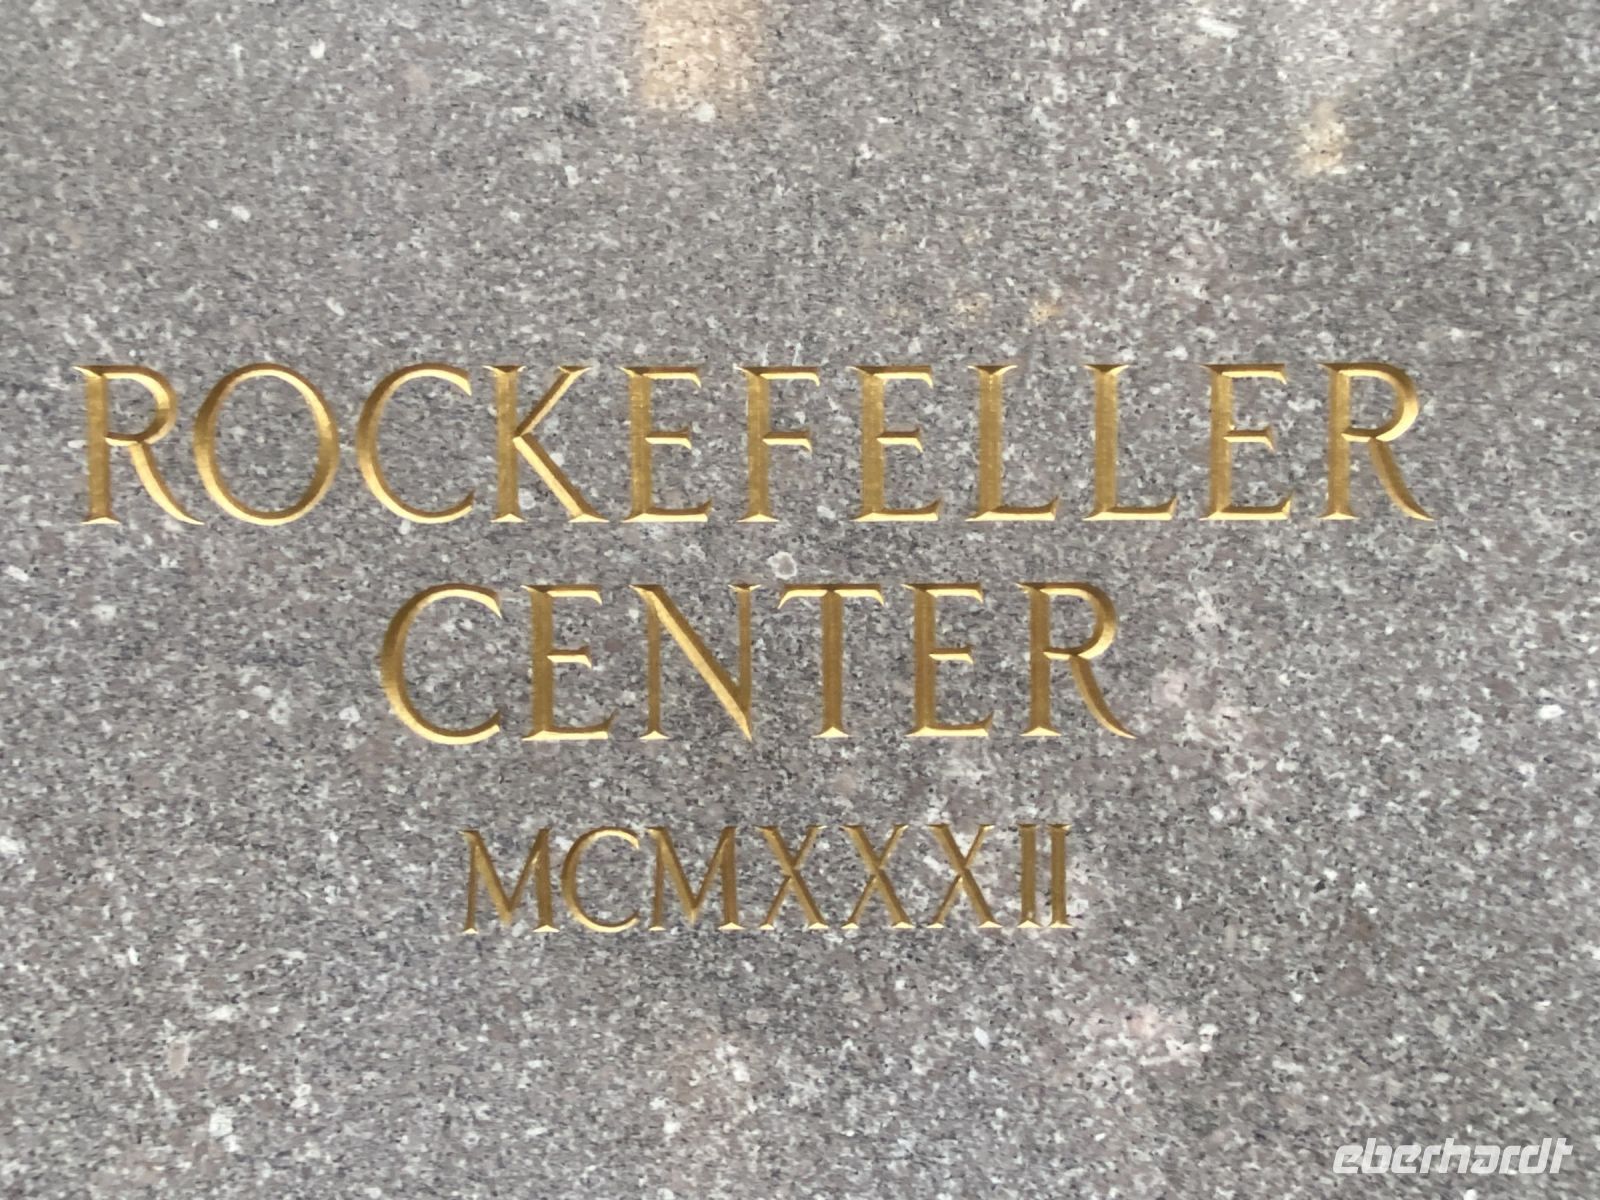 ROCKEFELLER
CENTER
MCMXXXII
eberhardt